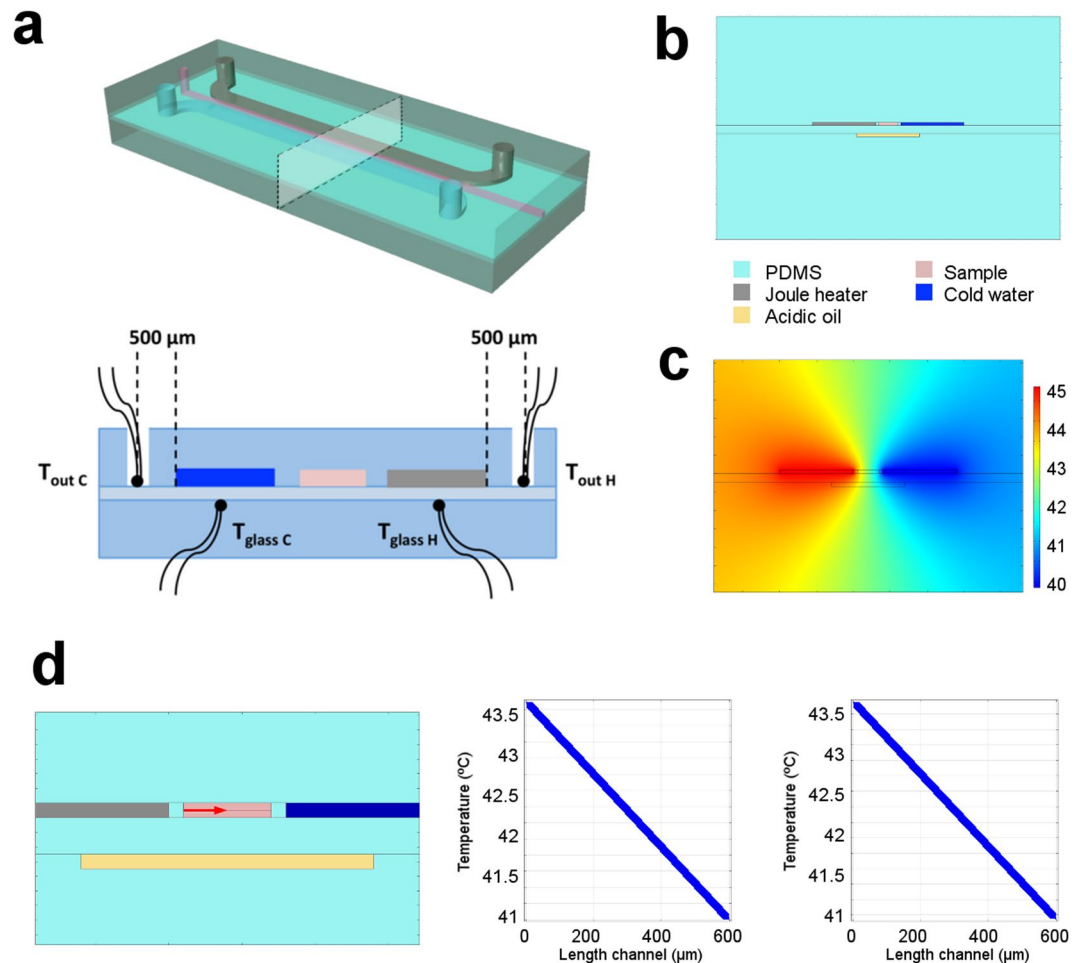 a
500 µm
500 µm
T out C
T out H
T glass C
T glass H
b
PDMS
Sample
Joule heater
Cold water
Acidic oil
c
45
44
43
42
41
40
d
43.5
43
42.5
42
41.5
41
Temperature (ºC)
0
200
400
600
Length channel (µm)
43.5
43
42.5
42
41.5
41
Temperature (ºC)
0
200
400
600
Length channel (µm)